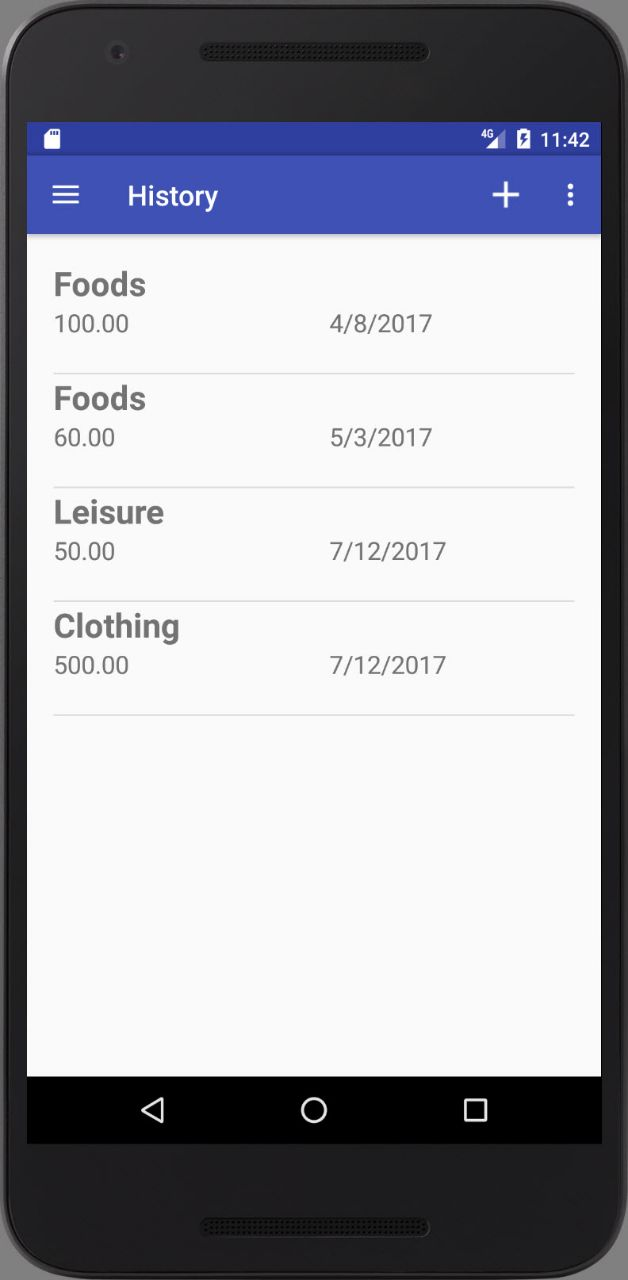 4G 11:42
History
Foods
100.00 4/8/2017
Foods
60.00 5/3/2017
Leisure
50.00 7/12/2017
Clothing
500.00 7/12/2017